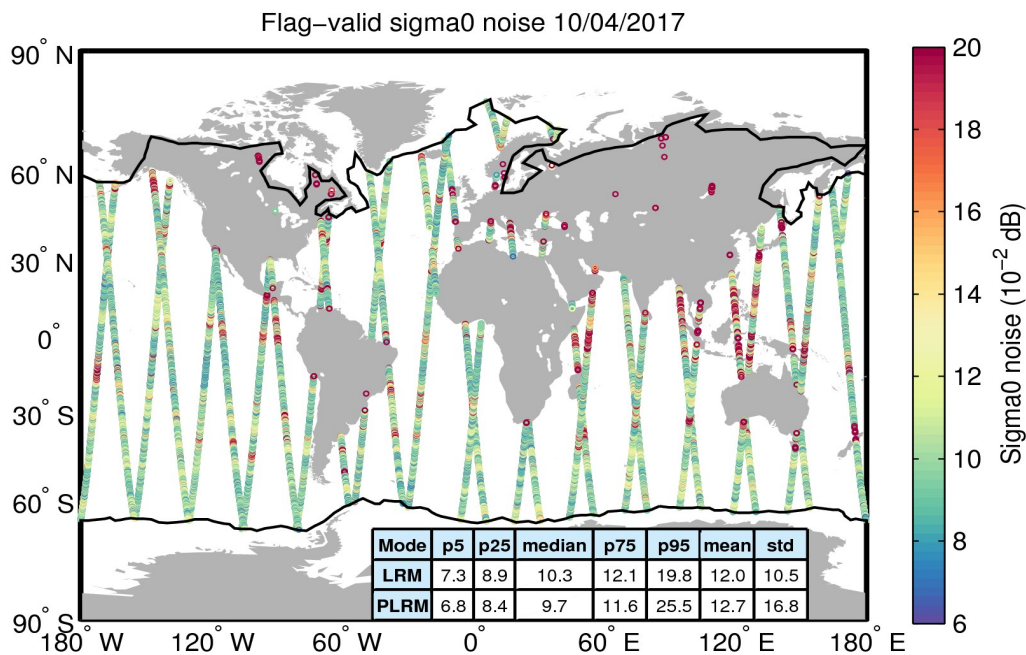 Flag−valid sigma0 noise 10/04/2017
90° N
60° N
30° N
0°
30° S
60° S
90° S
180° W
120° W
60° W
0°
60° E
120° E
180° E
Mode p5 p25 median p75 p95 mean std
LRM 7.3 8.9 10.3 12.1 19.8 12.0 10.5
PLRM 6.8 8.4 9.7 11.6 25.5 12.7 16.8
20
18
16
14
12
10
8
6
Sigma0 noise (10⁻² dB)